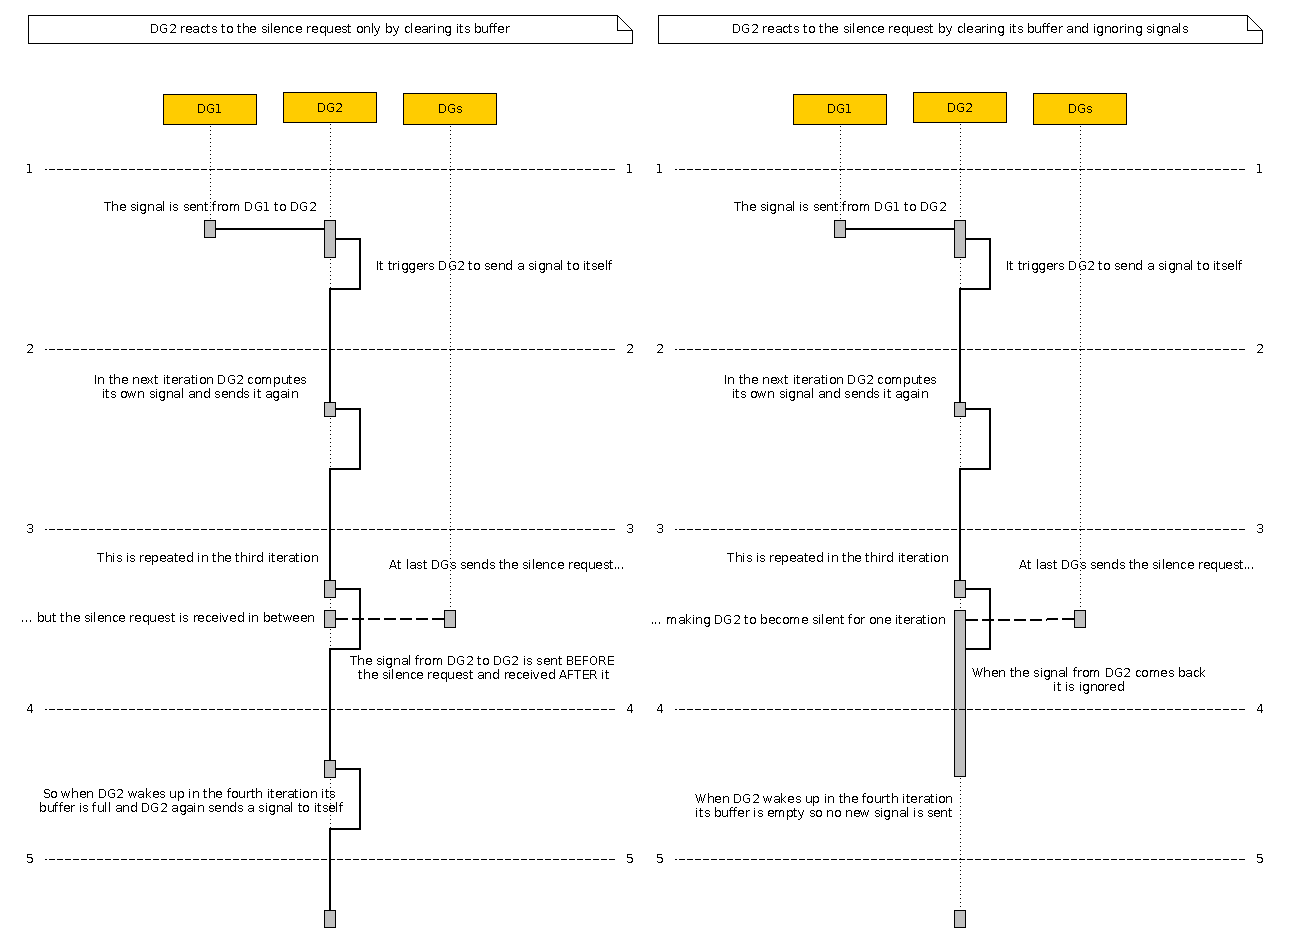 DG2 reacts to the silence request only by clearing its buffer
DG1
DG2
DGs
1
1
The signal is sent from DG1 to DG2
It triggers DG2 to send a signal to itself
2
2
In the next iteration DG2 computes
its own signal and sends it again
3
3
This is repeated in the third iteration
At last DGs sends the silence request...
... but the silence request is received in between
The signal from DG2 to DG2 is sent BEFORE
the silence request and received AFTER it
4
4
So when DG2 wakes up in the fourth iteration its
buffer is full and DG2 again sends a signal to itself
5
5
DG2 reacts to the silence request by clearing its buffer and ignoring signals
DG1
DG2
DGs
1
1
The signal is sent from DG1 to DG2
It triggers DG2 to send a signal to itself
2
2
In the next iteration DG2 computes
its own signal and sends it again
3
3
This is repeated in the third iteration
At last DGs sends the silence request...
... making DG2 to become silent for one iteration
When the signal from DG2 comes back
it is ignored
4
4
When DG2 wakes up in the fourth iteration
its buffer is empty so no new signal is sent
5
5